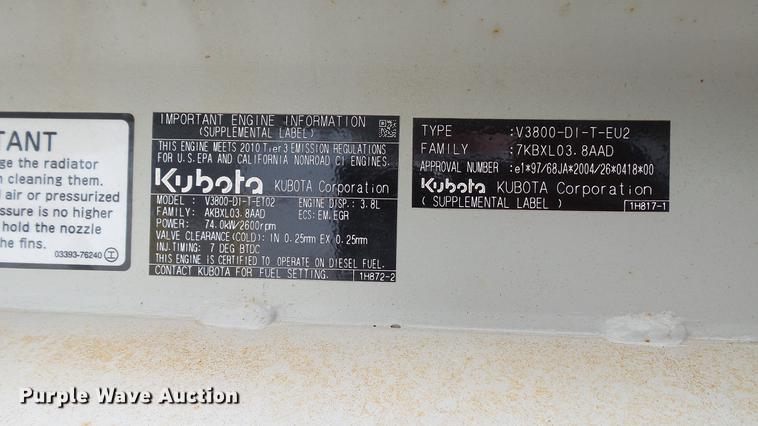 TANT
ge the radiator
n cleaning them.
l air or pressurized
ssure is no higher
hold the nozzle
he fins.
03393-76240
IMPORTANT ENGINE INFORMATION
(SUPPLEMENTAL LABEL)
THIS ENGINE MEETS 2010 Tier3 EMISSION REGULATIONS
FOR U.S.EPA AND CALIFORNIA NONROAD CI ENGINES.
Kubota KUBOTA Corporation
MODEL : V3800-DI-T-ET02 ENGINE DISP.: 3.8L
FAMILY: AKBXL03.8AAD ECS: EM,EGR
POWER: 74.0kW/2600rpm
VALVE CLEARANCE(COLD): IN 0.25mm EX 0.25mm
INJ.TIMING: 7 DEG BTDC
THIS ENGINE IS CERTIFIED TO OPERATE ON DIESEL FUEL.
CONTACT KUBOTA FOR FUEL SETTING. 1H872-2
TYPE :V3800-DI-T-EU2
FAMILY :7KBXL03.8AAD
APPROVAL NUMBER :e1*97/68JA*2004/26*0418*00
Kubota KUBOTA Corporation
( SUPPLEMENTAL LABEL ) 1H817-1
Purple Wave Auction